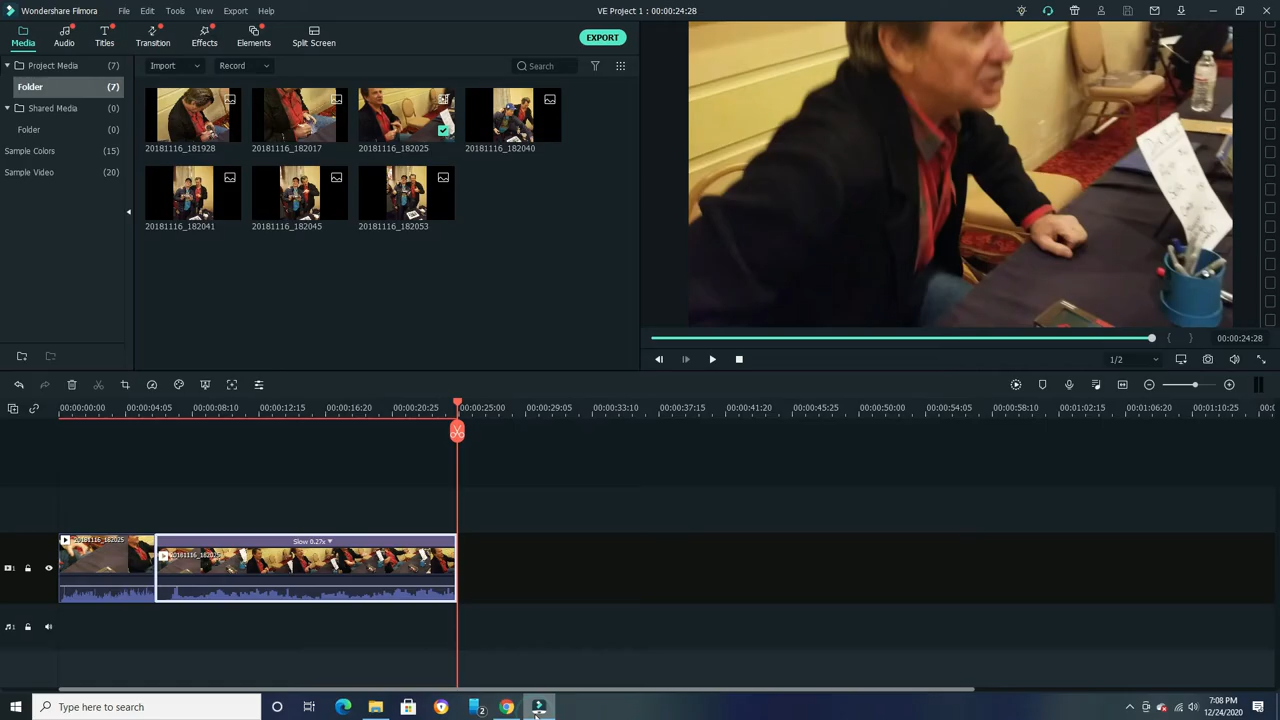 Wondershare Filmora File Edit Tools View Export Help VE Project 1 : 00:00:24:28
Media Audio Titles Transition Effects Elements Split Screen EXPORT
Project Media (7) Import Record Search
Folder (7)
Shared Media (0)
Folder (0)
Sample Colors (15)
Sample Video (20)
20181116_181928 20181116_182017 20181116_182025 20181116_182040
20181116_182041 20181116_182045 20181116_182053
00:00:24:28
1/2
00:00:00:00 00:00:04:05 00:00:08:10 00:00:12:15 00:00:16:20 00:00:20:25 00:00:25:00 00:00:29:05 00:00:33:10 00:00:37:15 00:00:41:20 00:00:45:25 00:00:50:00 00:00:54:05 00:00:58:10 00:01:02:15 00:01:06:20 00:01:10:25
20181116_182025 Slow 0.27x
20181116_182025
1
1
Type here to search 2 7:08 PM
12/24/2020